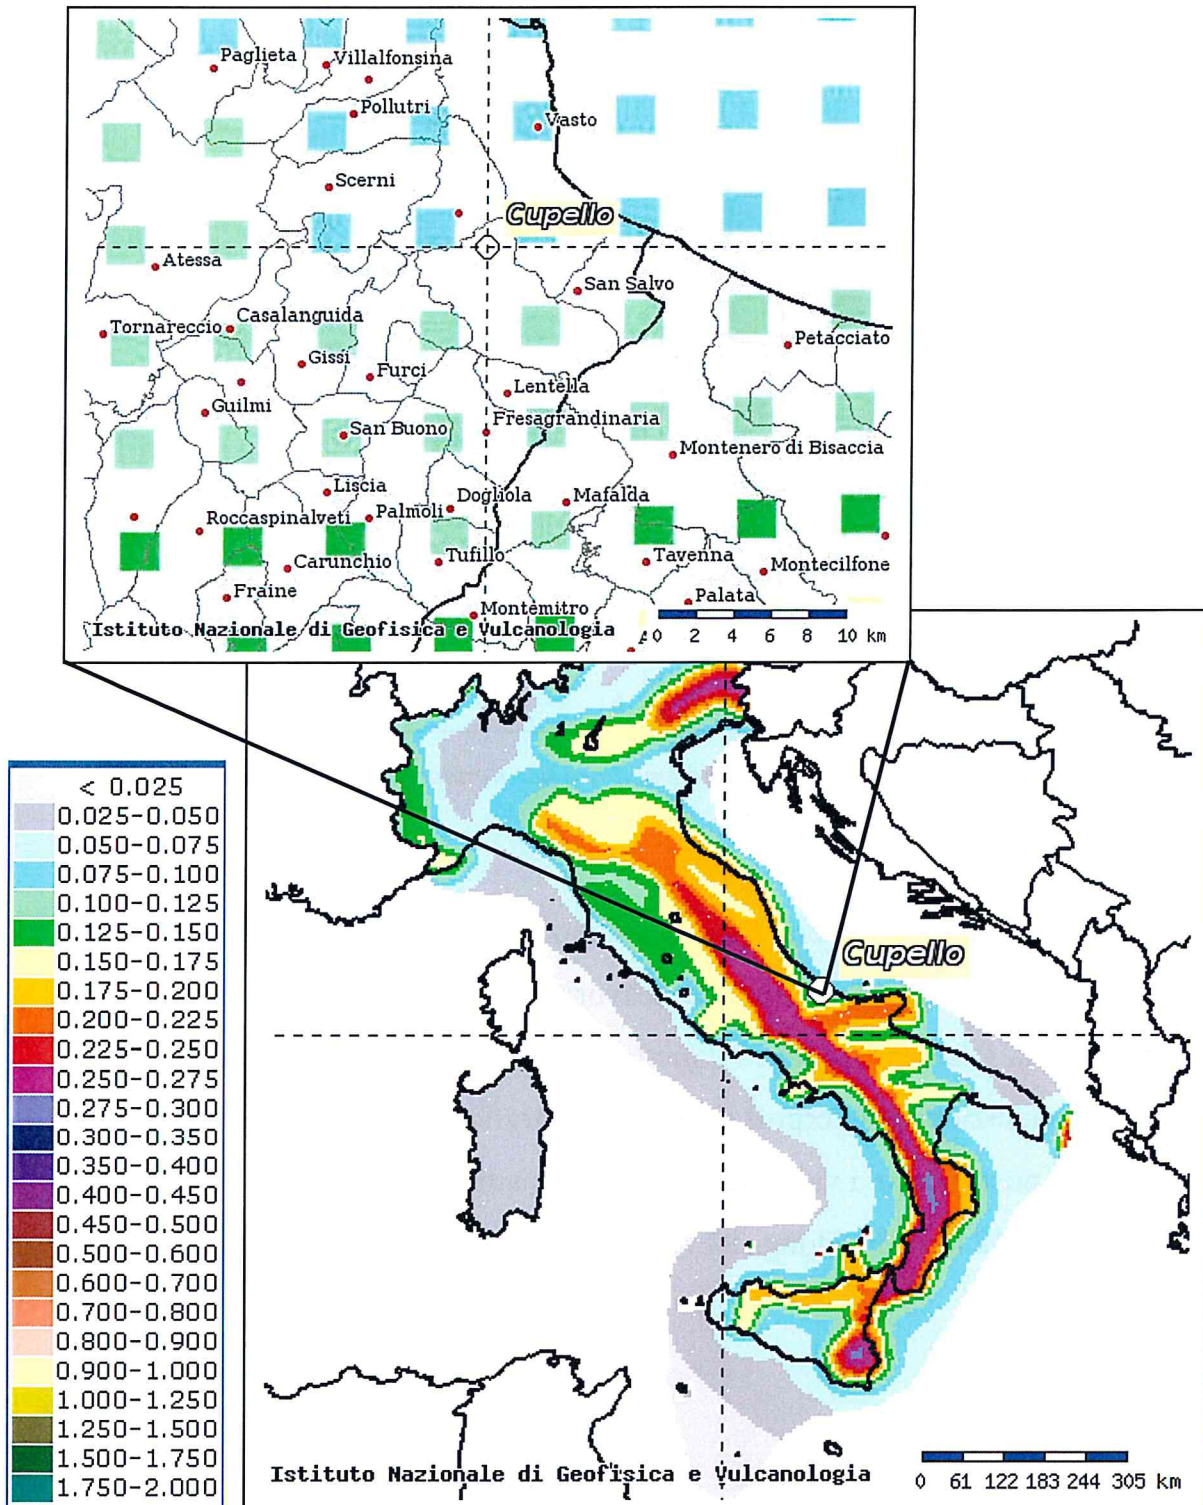 Paglieta
Villalfonsina
Pollutri
Vasto
Scerni
Cupello
Atessa
San Salvo
Tornareccio
Casalanguida
Petacciato
Gissi
Furci
Lentella
Guilmi
San Buono
Fresagrandinaria
Montenero di Bisaccia
Liscia
Dogliola
Mafalda
Roccaspinalveti
Palmoli
Carunchio
Tufillo
Tavenna
Montecilfone
Fraine
Palata
Montemitro
Istituto Nazionale di Geofisica e Vulcanologia
0 2 4 6 8 10 km
< 0.025
0.025-0.050
0.050-0.075
0.075-0.100
0.100-0.125
0.125-0.150
0.150-0.175
0.175-0.200
0.200-0.225
0.225-0.250
0.250-0.275
0.275-0.300
0.300-0.350
0.350-0.400
0.400-0.450
0.450-0.500
0.500-0.600
0.600-0.700
0.700-0.800
0.800-0.900
0.900-1.000
1.000-1.250
1.250-1.500
1.500-1.750
1.750-2.000
Cupello
Istituto Nazionale di Geofisica e Vulcanologia
0 61 122 183 244 305 km